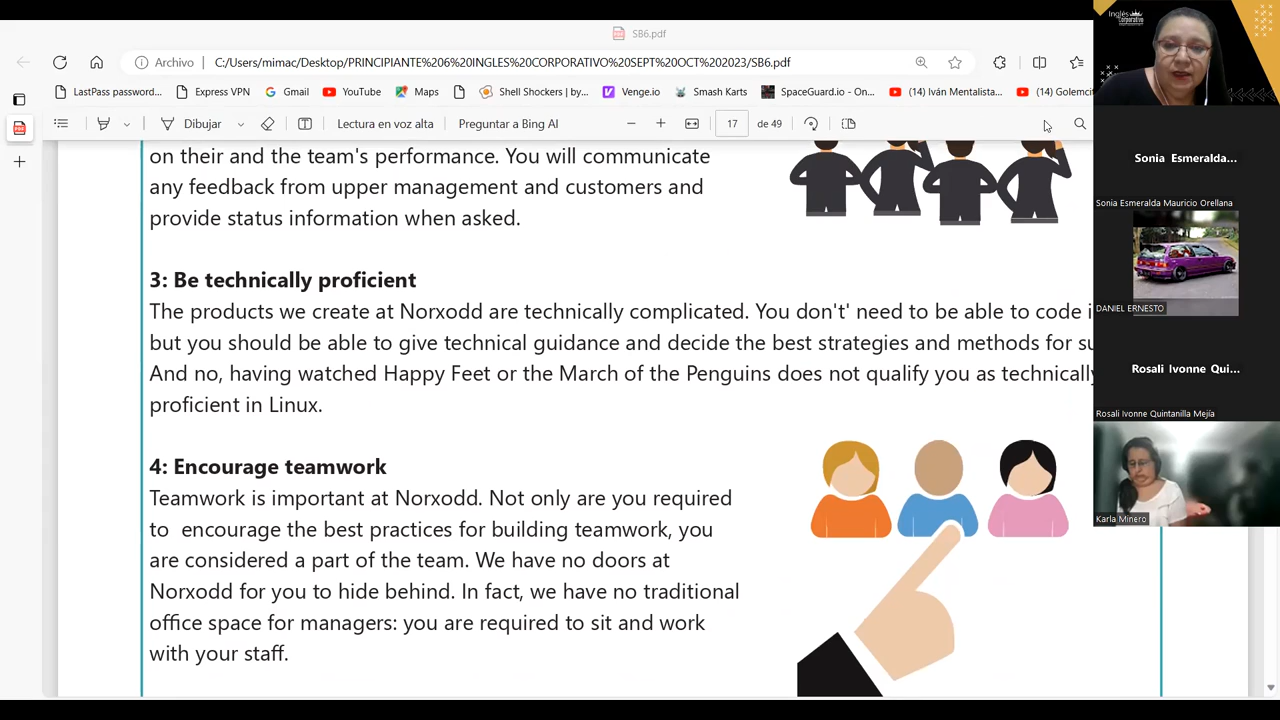 SB6.pdf
Archivo
C:/Users/mimac/Desktop/PRINCIPIANTE%206%20INGLES%20CORPORATIVO%20SEPT%20OCT%202023/SB6.pdf
LastPass password...
Express VPN
Gmail
YouTube
Maps
Shell Shockers | by...
Venge.io
Smash Karts
SpaceGuard.io - On...
(14) Iván Mentalista...
(14) Golemcit
Dibujar
Lectura en voz alta
Preguntar a Bing AI
17
de 49
on their and the team's performance. You will communicate
any feedback from upper management and customers and
provide status information when asked.
3: Be technically proficient
The products we create at Norxodd are technically complicated. You don't' need to be able to code i
but you should be able to give technical guidance and decide the best strategies and methods for su
And no, having watched Happy Feet or the March of the Penguins does not qualify you as technically
proficient in Linux.
4: Encourage teamwork
Teamwork is important at Norxodd. Not only are you required
to encourage the best practices for building teamwork, you
are considered a part of the team. We have no doors at
Norxodd for you to hide behind. In fact, we have no traditional
office space for managers: you are required to sit and work
with your staff.
Inglés
Corporativo
Sonia Esmeralda...
Sonia Esmeralda Mauricio Orellana
DANIEL ERNESTO
Rosali Ivonne Qui...
Rosali Ivonne Quintanilla Mejía
Karla Minero